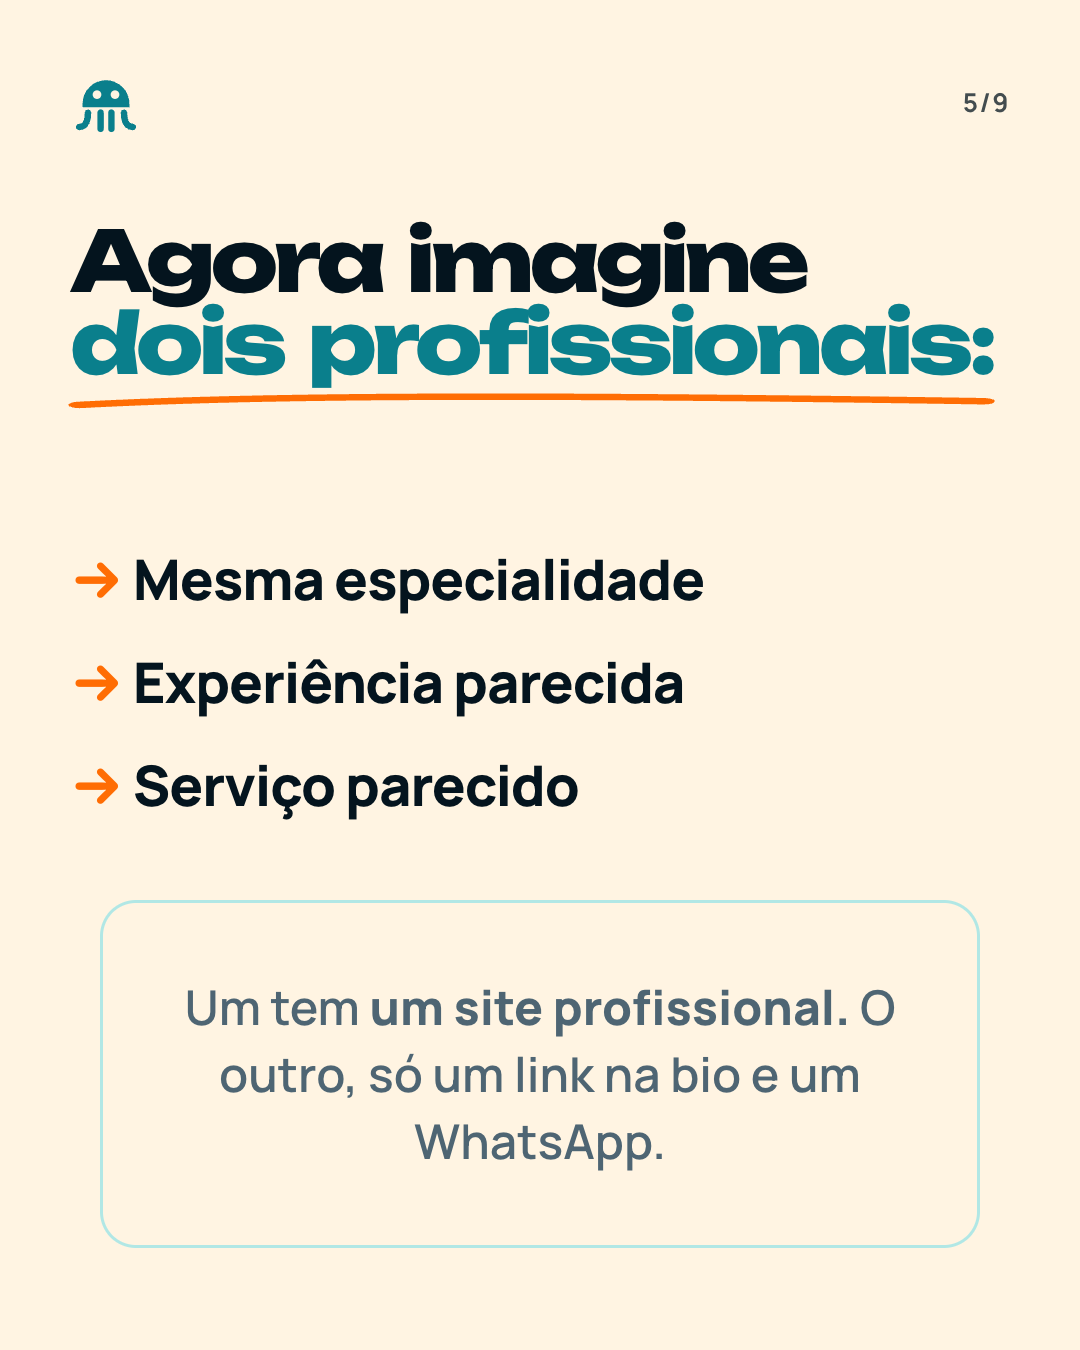 5/9
Agora imagine
dois profissionais:
→ Mesma especialidade
→ Experiência parecida
→ Serviço parecido
Um tem um site profissional. O
outro, só um link na bio e um
WhatsApp.